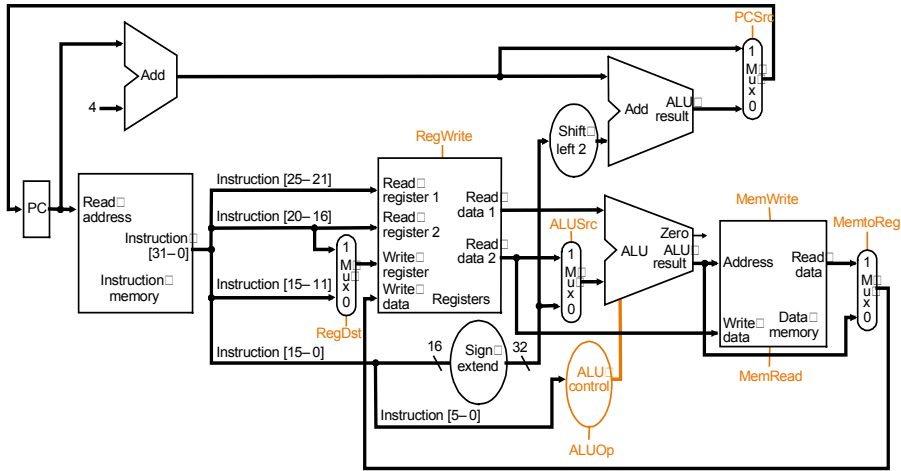 PCSrc
Add
4
1
M
u
x
0
Add
ALU
result
Shift
left 2
RegWrite
PC
Read
address
Instruction
[31–0]
Instruction
memory
Instruction [25–21]
Instruction [20–16]
Instruction [15–11]
Instruction [15–0]
Instruction [5–0]
1
M
u
x
0
RegDst
Read
register 1
Read
register 2
Write
register
Write
data
Read
data 1
Read
data 2
Registers
ALUSrc
1
M
u
x
0
Zero
ALU
ALU
result
MemWrite
Address
Read
data
Write
data
Data
memory
MemRead
MemtoReg
1
M
u
x
0
16
Sign
extend
32
ALU
control
ALUOp